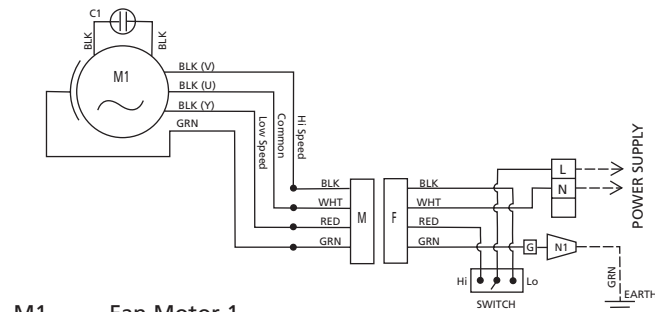 C1
BLK
BLK
M1
BLK (V)
BLK (U)
BLK (Y)
GRN
Low Speed
Common
Hi Speed
BLK
WHT
RED
GRN
M
F
BLK
WHT
RED
GRN
L
N
POWER SUPPLY
G
N1
GRN
EARTH
Hi
Lo
SWITCH
M1 Fan Motor 1